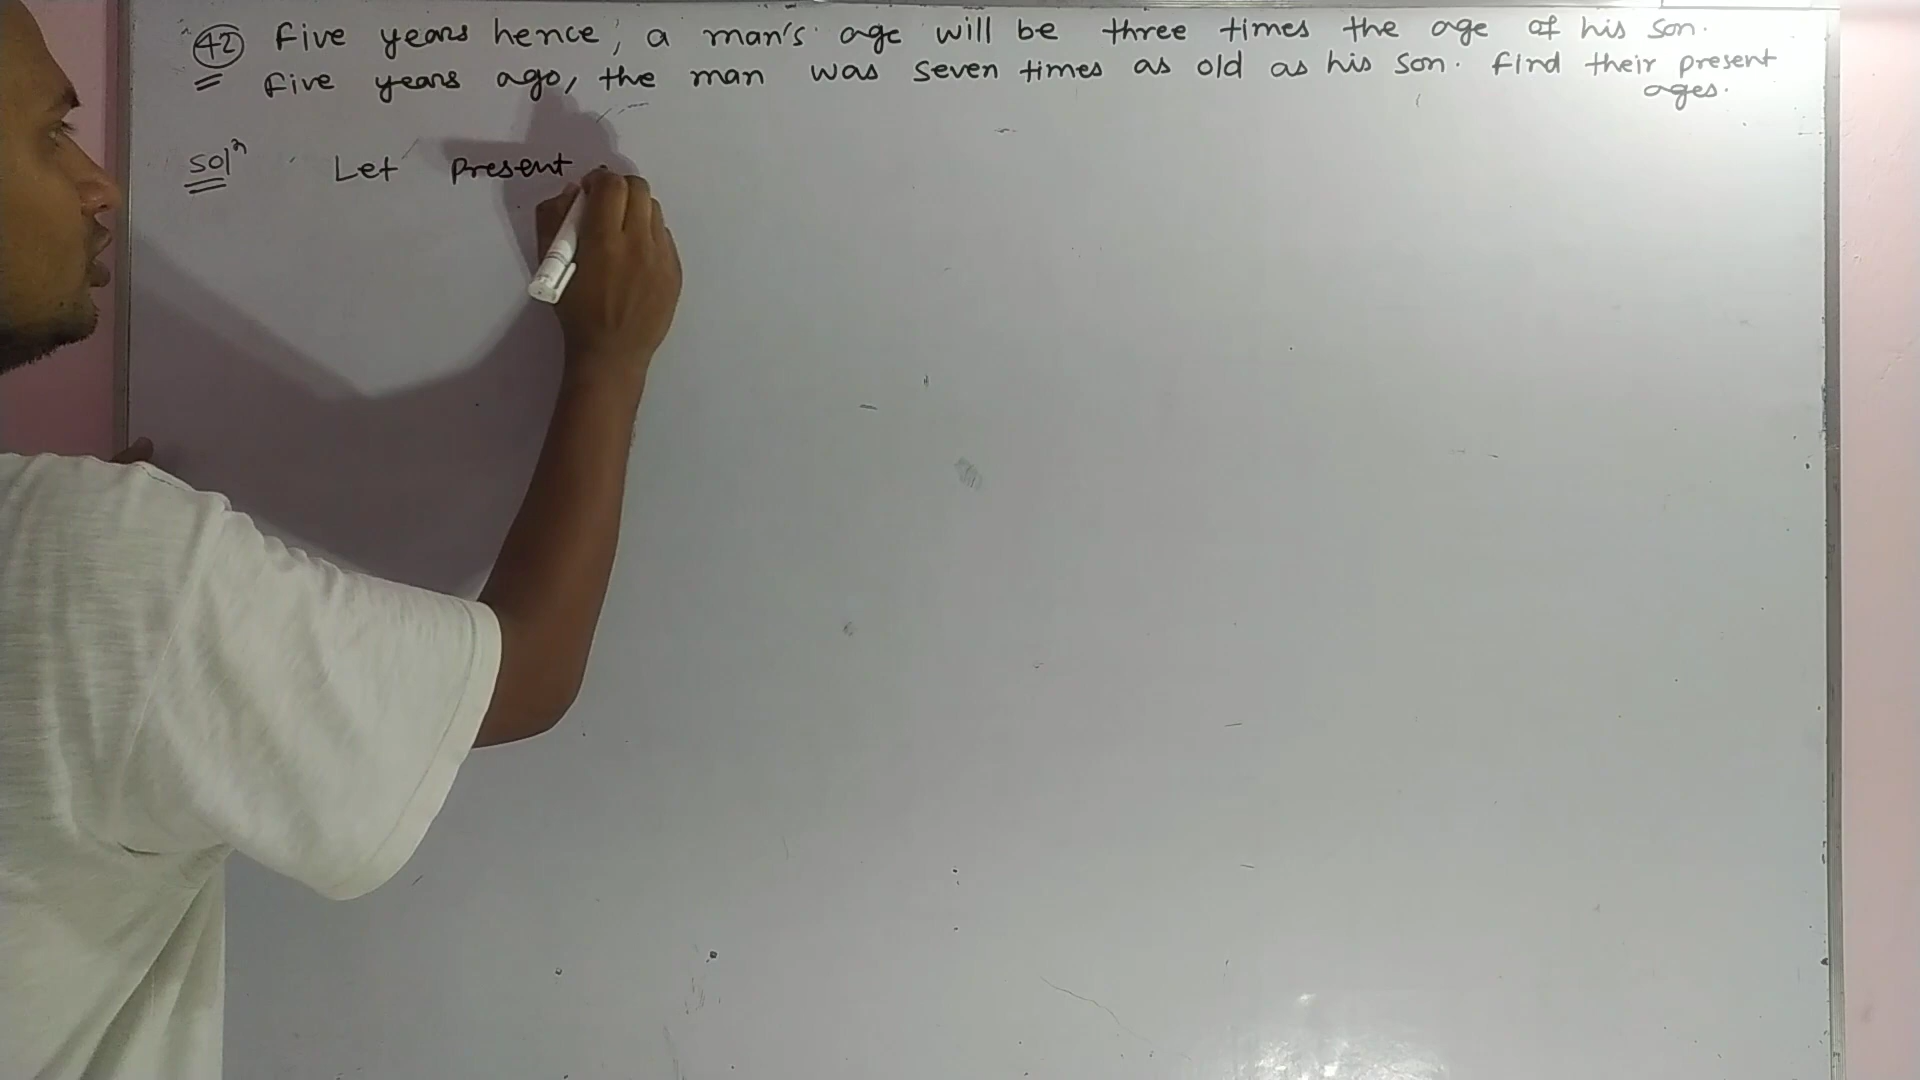 42 Five years hence, a man's age will be three times the age of his son.
Five years ago, the man was seven times as old as his son. Find their present
ages.
Solⁿ Let Present